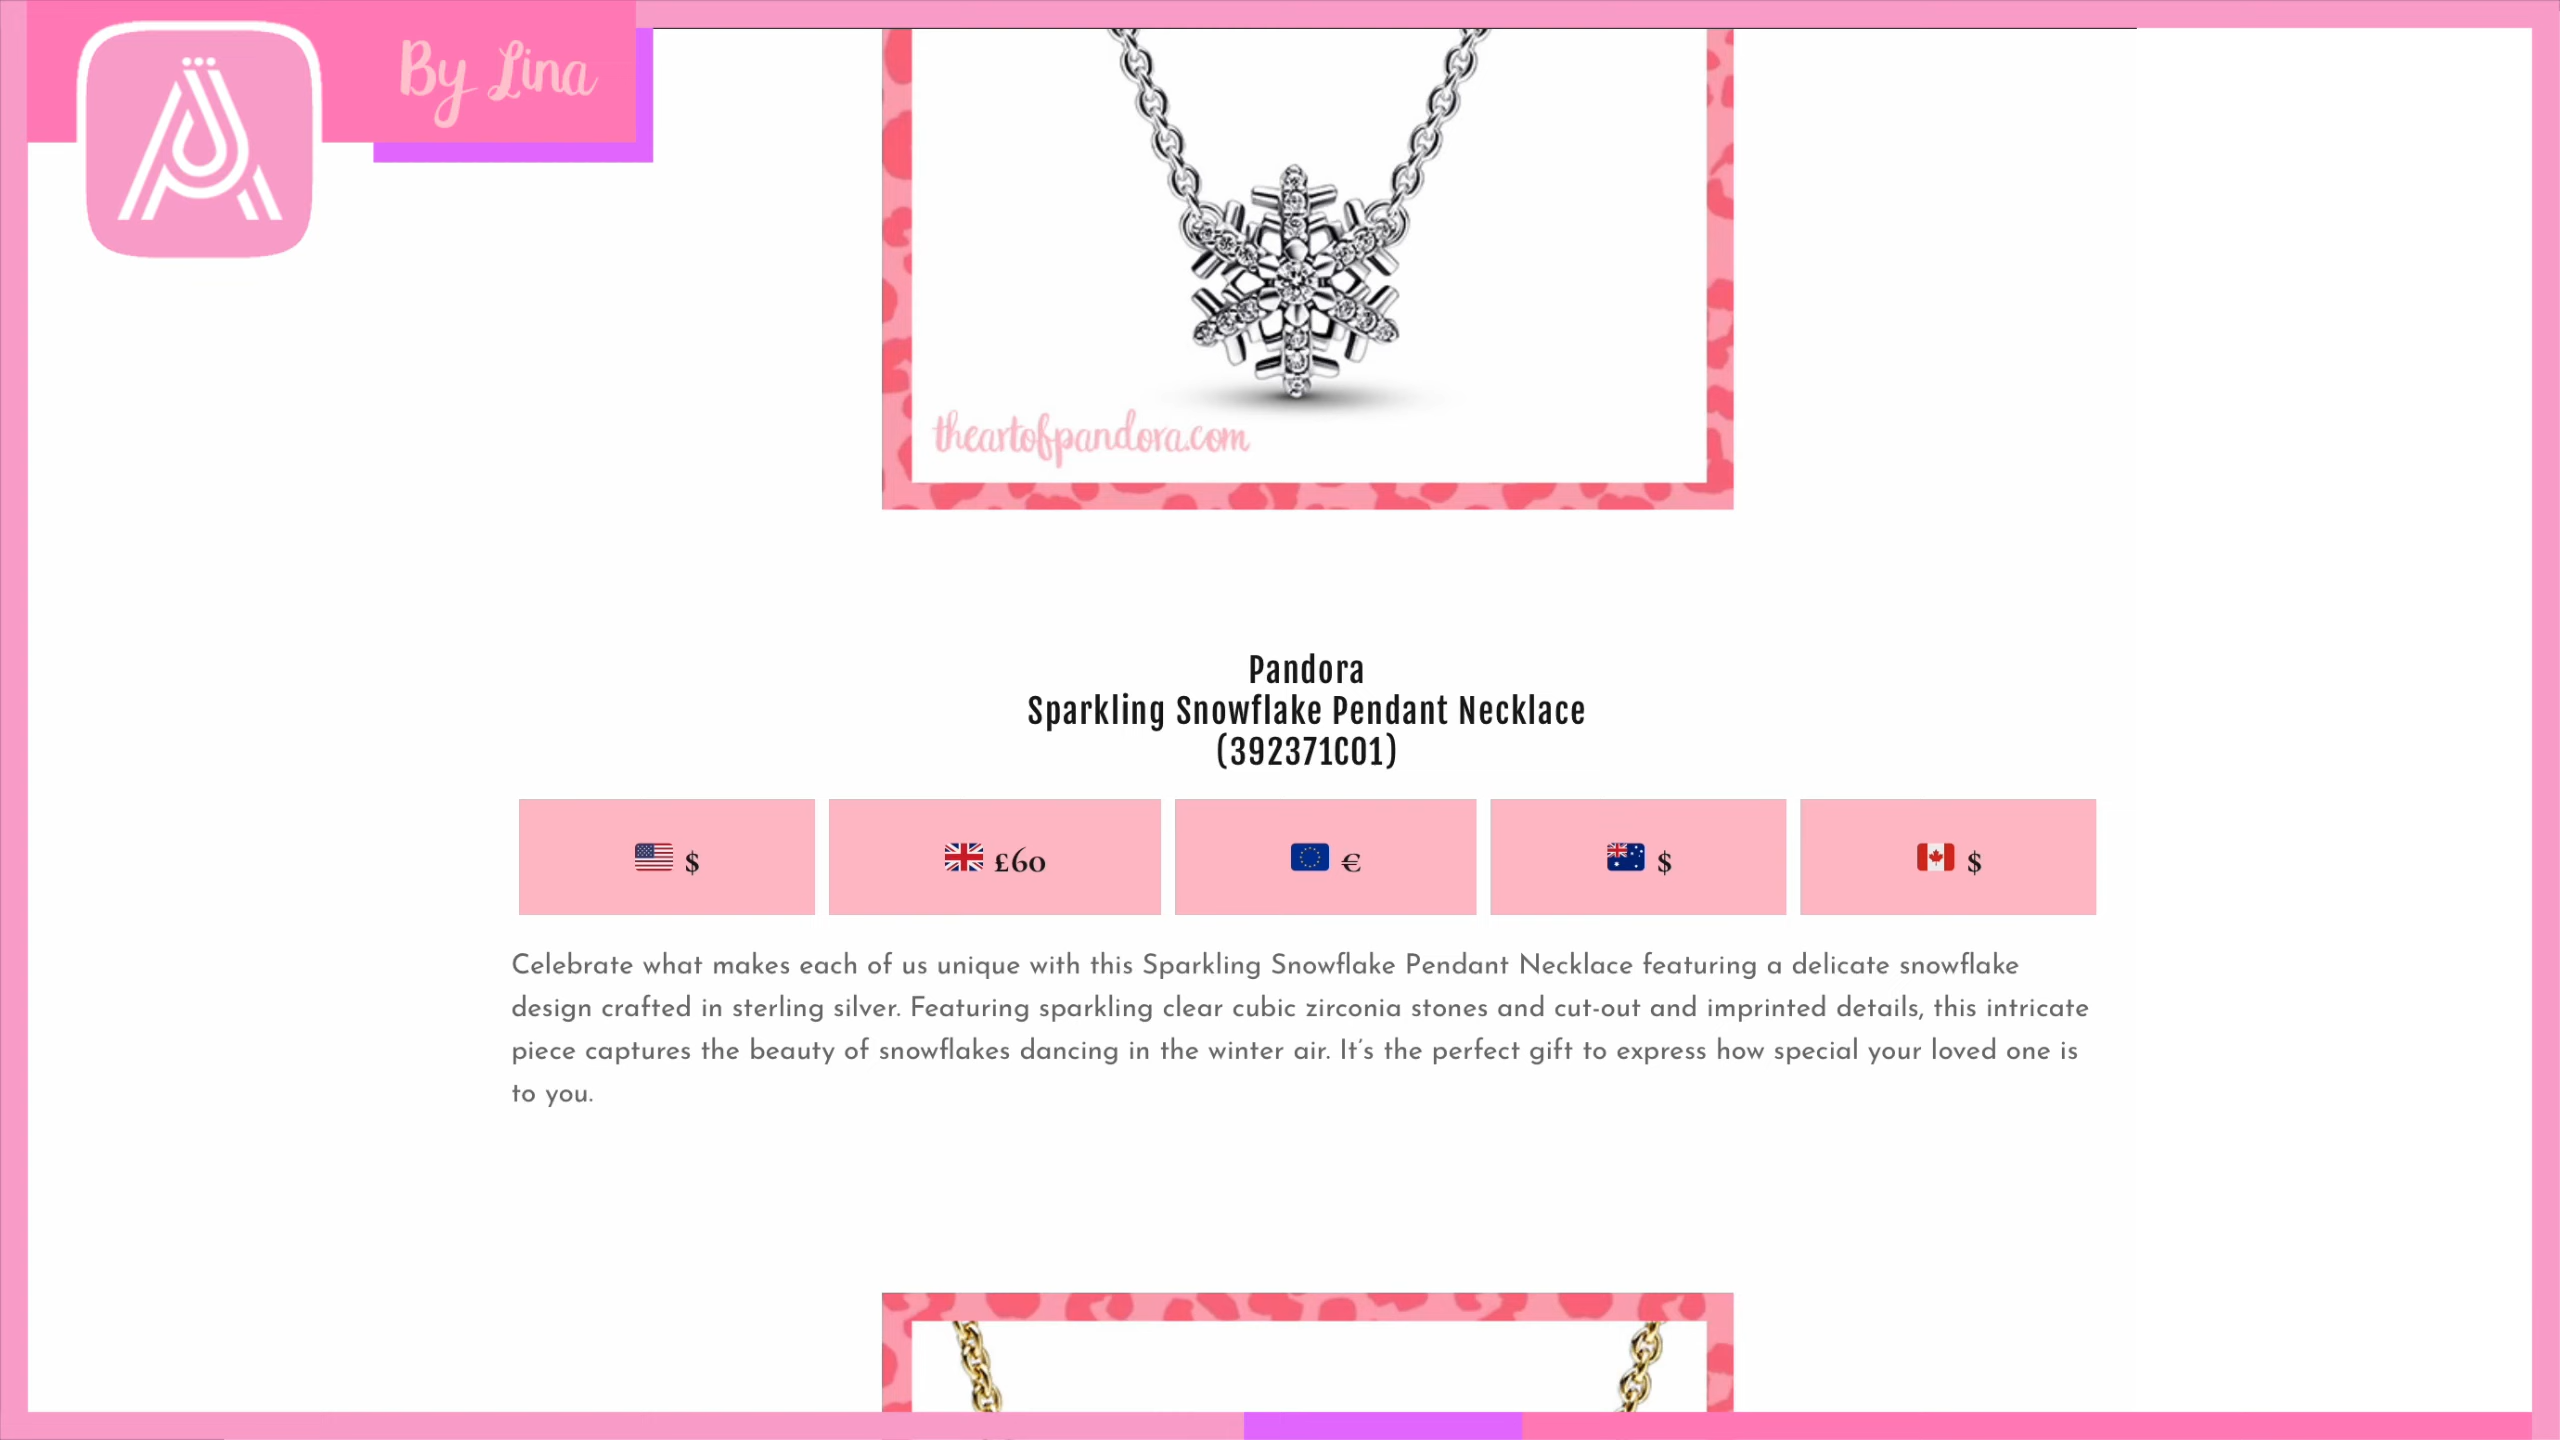 By Lina
theartofpandora.com
Pandora
Sparkling Snowflake Pendant Necklace
(392371C01)
$
£60
€
$
$
Celebrate what makes each of us unique with this Sparkling Snowflake Pendant Necklace featuring a delicate snowflake
design crafted in sterling silver. Featuring sparkling clear cubic zirconia stones and cut-out and imprinted details, this intricate
piece captures the beauty of snowflakes dancing in the winter air. It’s the perfect gift to express how special your loved one is
to you.